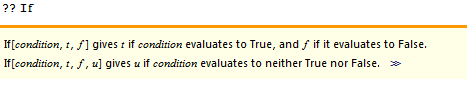 ?? If
If[condition, t, f] gives t if condition evaluates to True, and f if it evaluates to False.
If[condition, t, f, u] gives u if condition evaluates to neither True nor False. ≫